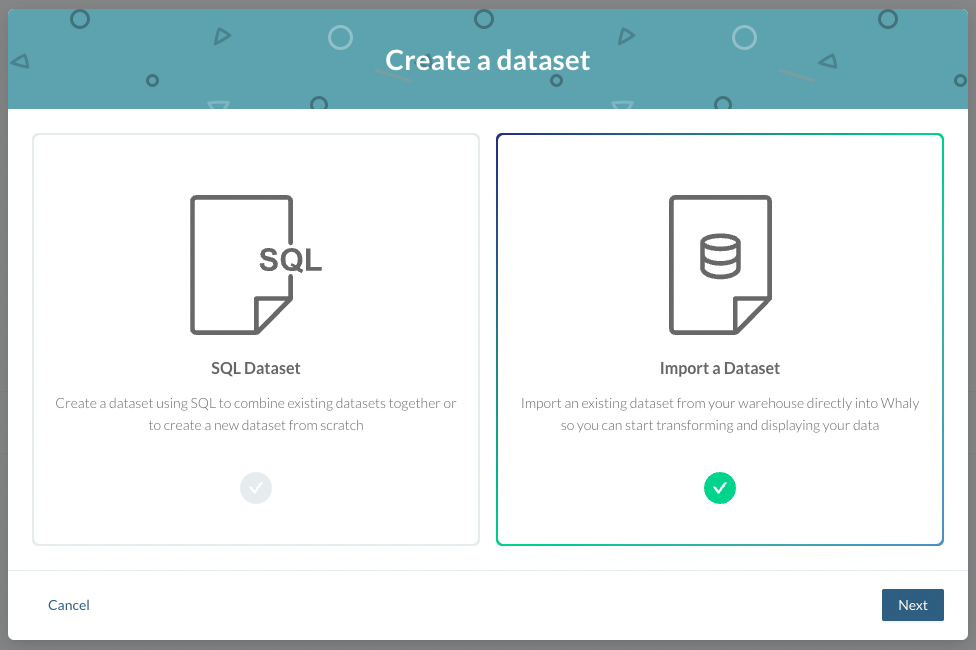 Create a dataset
SQL
SQL Dataset
Create a dataset using SQL to combine existing datasets together or
to create a new dataset from scratch
Import a Dataset
Import an existing dataset from your warehouse directly into Whaly
so you can start transforming and displaying your data
Cancel
Next